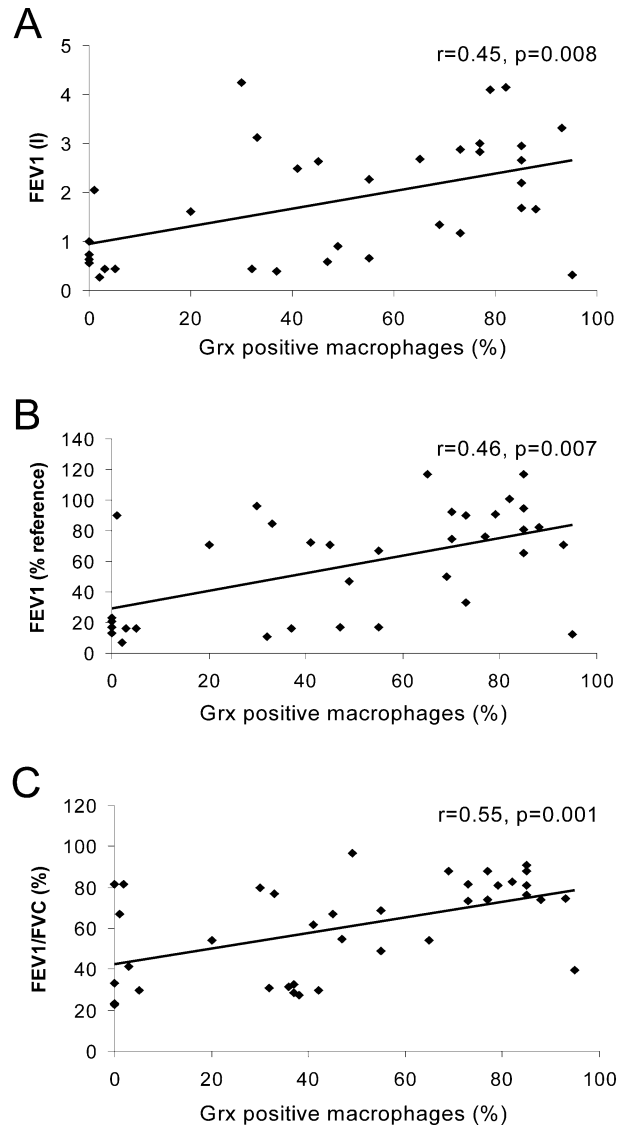 A
r=0.45, p=0.008
FEV1 (l)
5
4
3
2
1
0
0 20 40 60 80 100
Grx positive macrophages (%)
B
r=0.46, p=0.007
FEV1 (% reference)
140
120
100
80
60
40
20
0
0 20 40 60 80 100
Grx positive macrophages (%)
C
r=0.55, p=0.001
FEV1/FVC (%)
120
100
80
60
40
20
0
0 20 40 60 80 100
Grx positive macrophages (%)